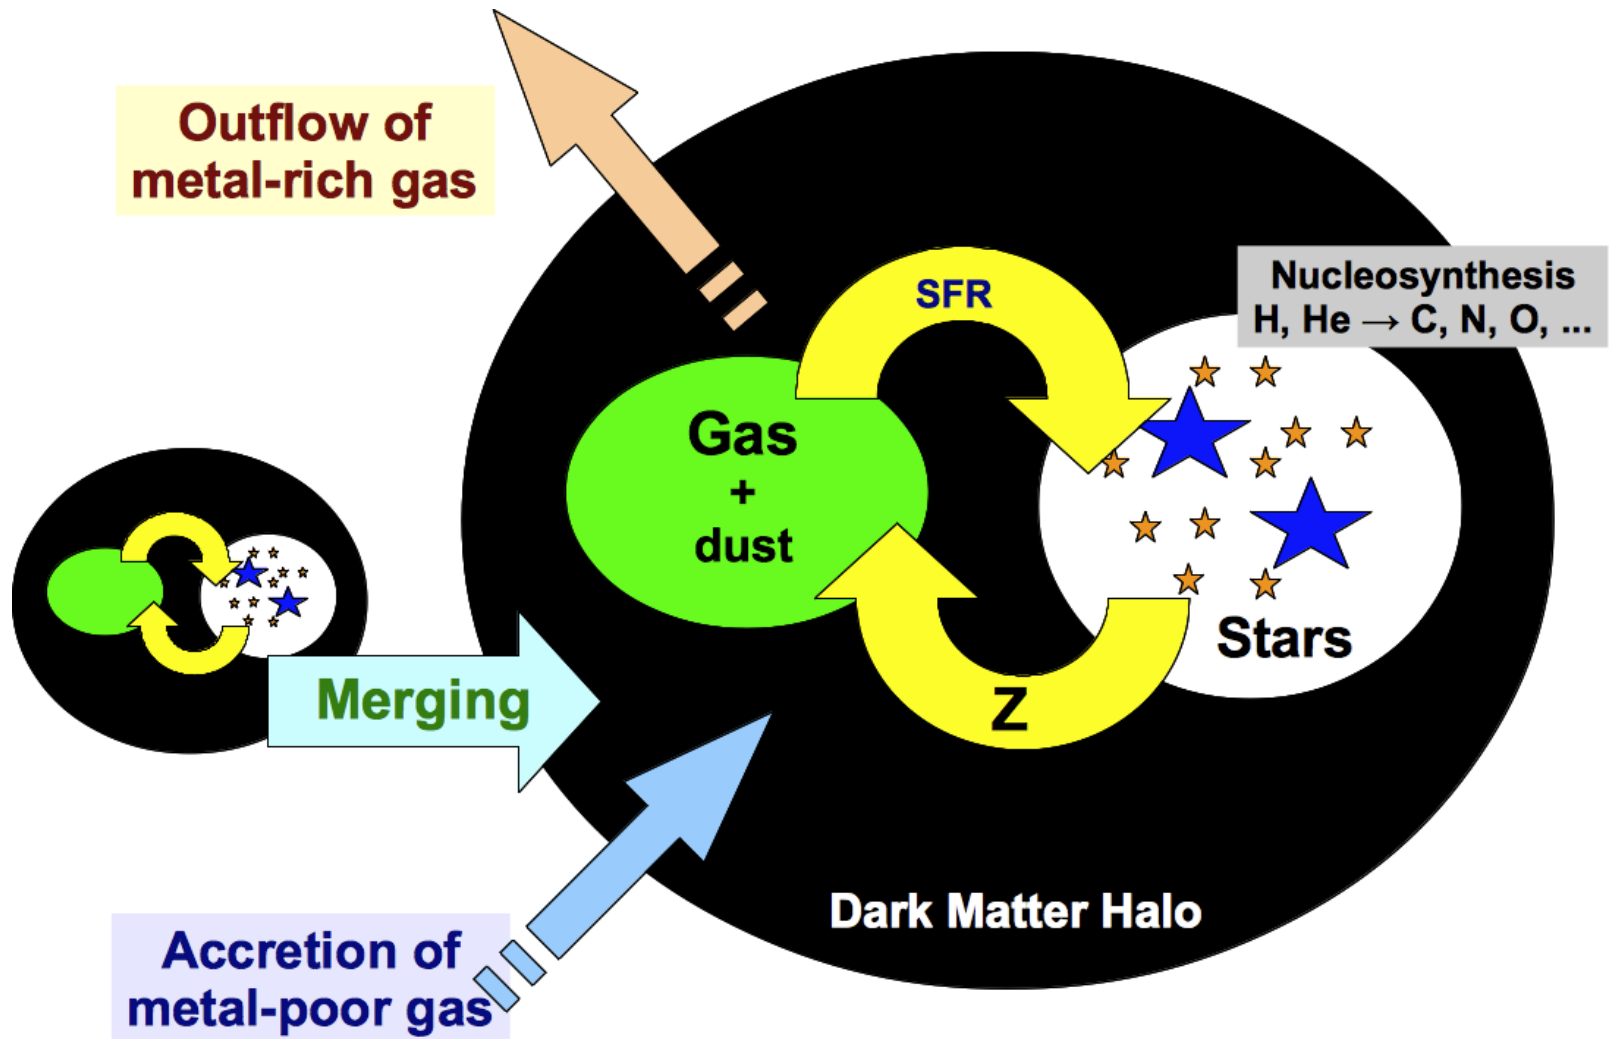 Outflow of
metal-rich gas
SFR
Nucleosynthesis
H, He → C, N, O, ...
Gas
+
dust
Stars
Merging
Z
Dark Matter Halo
Accretion of
metal-poor gas